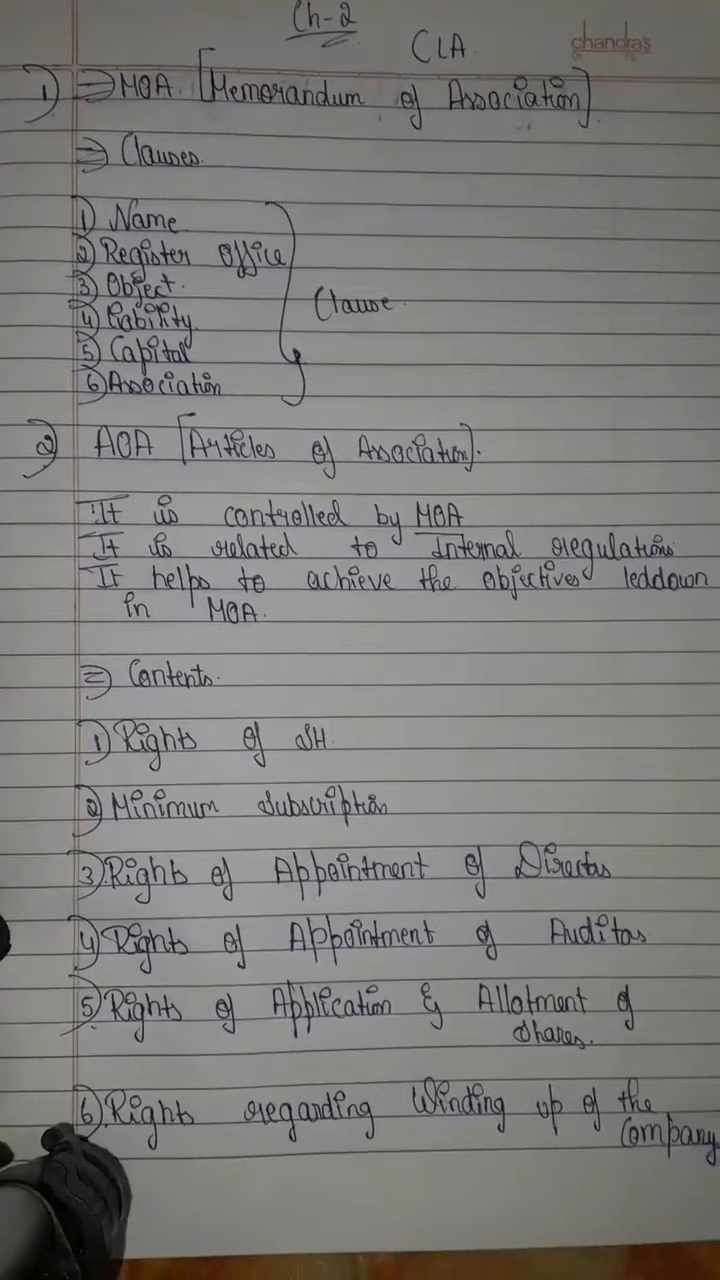 Ch-2
CLA.
chandra's
1) ⇒ MOA. [Memorandum of Association].
⇒ Clauses.
1) Name
2) Register office
3) Object.
4) Liability.
5) Capital
6) Association
Clause.
2) AOA [Articles of Association].
It is controlled by MOA
It is related to Internal regulations
It helps to achieve the objectives leddown
in MOA.
⇒ Contents.
1) Rights of SH.
2) Minimum subscription
3) Rights of Appointment of Directors
4) Rights of Appointment of Auditors
5) Rights of Application & Allotment of
shares.
6) Rights regarding Winding up of the
Company